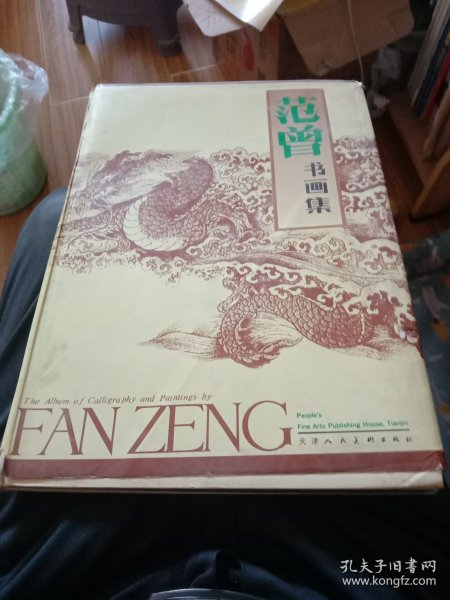 范曾
书画集
The Album of Calligraphy and Paintings by
FAN ZENG
People's
Fine Arts Publishing House, Tianjin
天津人民美術出版社
孔夫子旧书网
www.kongfz.com